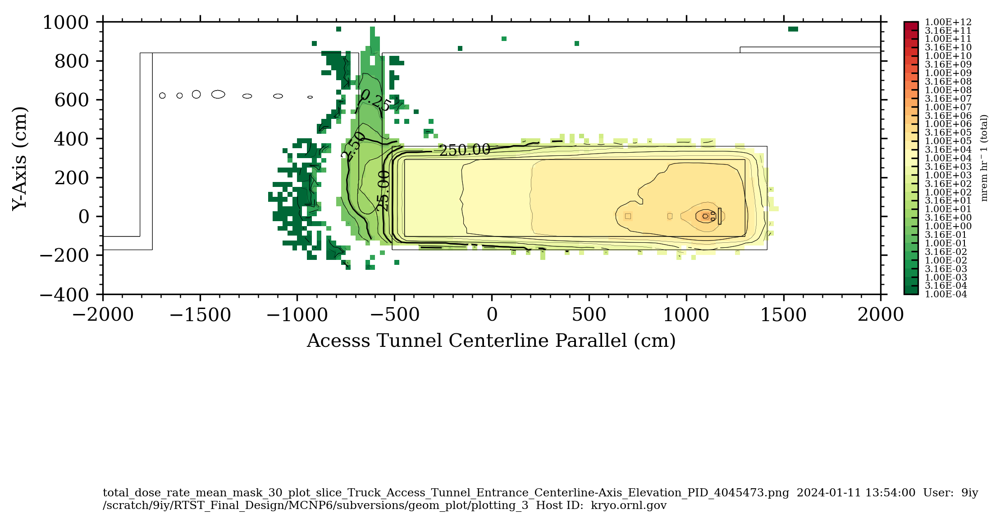 1000
800
600
400
200
0
−200
−400
Y-Axis (cm)
−2000
−1500
−1000
−500
0
500
1000
1500
2000
Acesss Tunnel Centerline Parallel (cm)
0.25
2.50
25.00
250.00
1.00E+12
3.16E+11
1.00E+11
3.16E+10
1.00E+10
3.16E+09
1.00E+09
3.16E+08
1.00E+08
3.16E+07
1.00E+07
3.16E+06
1.00E+06
3.16E+05
1.00E+05
3.16E+04
1.00E+04
3.16E+03
1.00E+03
3.16E+02
1.00E+02
3.16E+01
1.00E+01
3.16E+00
1.00E+00
3.16E-01
1.00E-01
3.16E-02
1.00E-02
3.16E-03
1.00E-03
3.16E-04
1.00E-04
mrem hr⁻ 1 (total)
total_dose_rate_mean_mask_30_plot_slice_Truck_Access_Tunnel_Entrance_Centerline-Axis_Elevation_PID_4045473.png  2024-01-11 13:54:00  User:  9iy
/scratch/9iy/RTST_Final_Design/MCNP6/subversions/geom_plot/plotting_3  Host ID:  kryo.ornl.gov